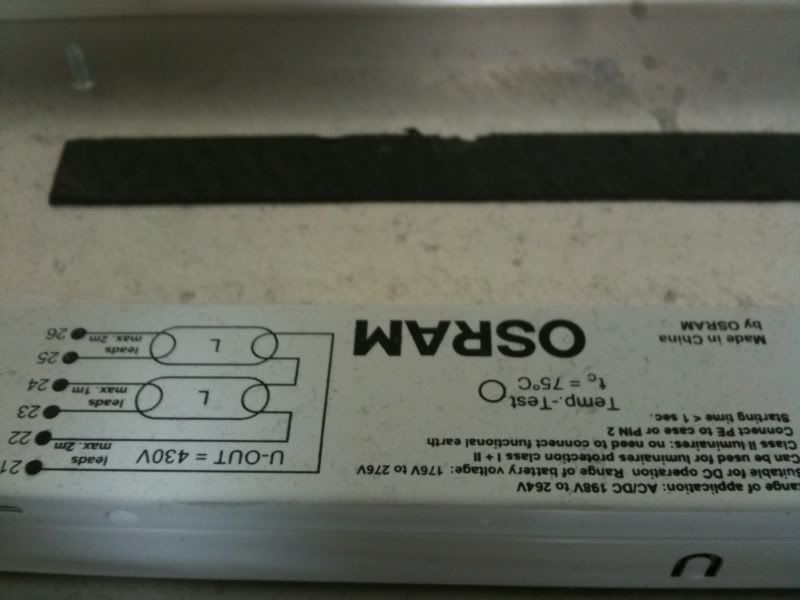 ange of application: AC/DC 198V to 264V
Suitable for DC operation. Range of battery voltage: 176V to 276V
Can be used for luminaires protection class I + II
Class II luminaires: no need to connect functional earth
Connect PE to case or PIN 2
Starting time < 1 sec.
Temp.-Test
tc = 75°C
Made in China
by OSRAM
OSRAM
U-OUT = 430V
leads
max. 2m
21
22
L
leads
max. 1m
23
24
L
leads
max. 2m
25
26